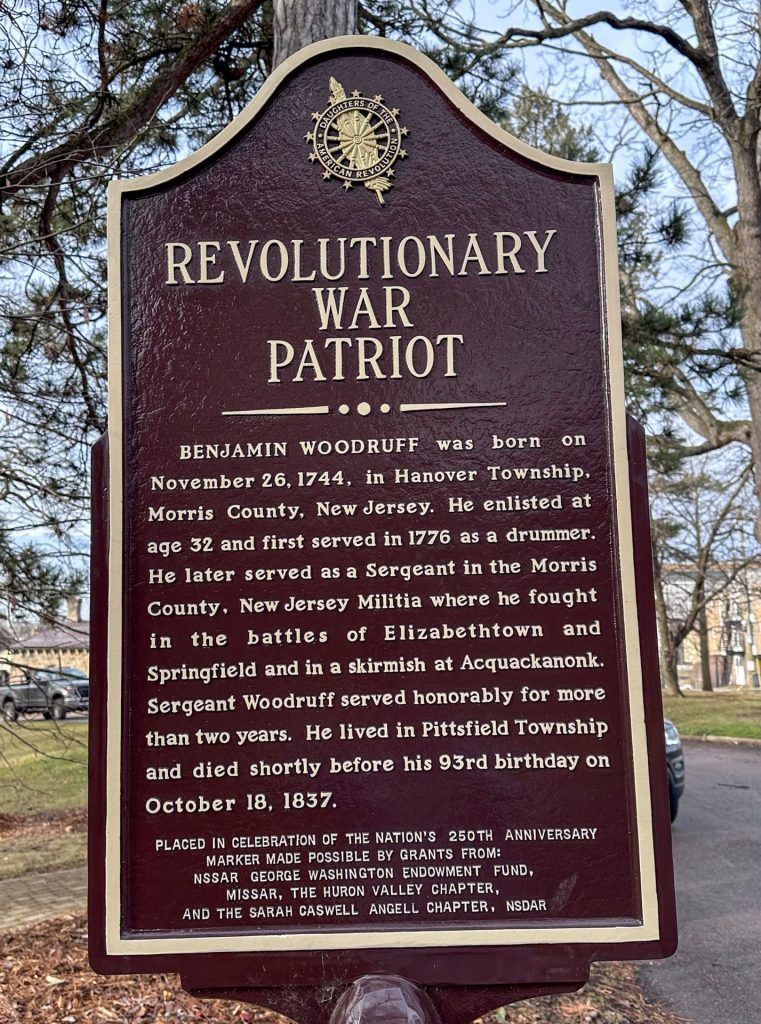 DAUGHTERS OF THE
AMERICAN REVOLUTION
REVOLUTIONARY
WAR
PATRIOT
BENJAMIN WOODRUFF was born on
November 26, 1744, in Hanover Township,
Morris County, New Jersey. He enlisted at
age 32 and first served in 1776 as a drummer.
He later served as a Sergeant in the Morris
County, New Jersey Militia where he fought
in the battles of Elizabethtown and
Springfield and in a skirmish at Acquackanonk.
Sergeant Woodruff served honorably for more
than two years. He lived in Pittsfield Township
and died shortly before his 93rd birthday on
October 18, 1837.
PLACED IN CELEBRATION OF THE NATION'S 250TH ANNIVERSARY
MARKER MADE POSSIBLE BY GRANTS FROM:
NSSAR GEORGE WASHINGTON ENDOWMENT FUND,
MISSAR, THE HURON VALLEY CHAPTER,
AND THE SARAH CASWELL ANGELL CHAPTER, NSDAR